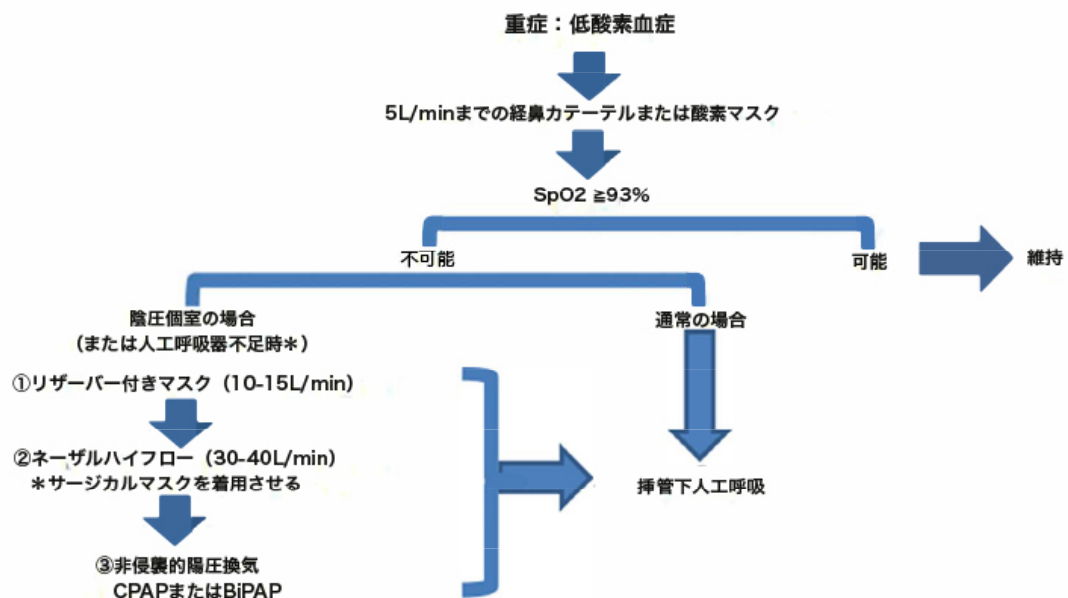 重症：低酸素血症
5L/minまでの経鼻カテーテルまたは酸素マスク
SpO2 ≧93%
不可能
可能
維持
陰圧個室の場合
（または人工呼吸器不足時＊）
通常の場合
①リザーバー付きマスク（10-15L/min）
②ネーザルハイフロー（30-40L/min）
＊サージカルマスクを着用させる
挿管下人工呼吸
③非侵襲的陽圧換気
CPAPまたはBiPAP